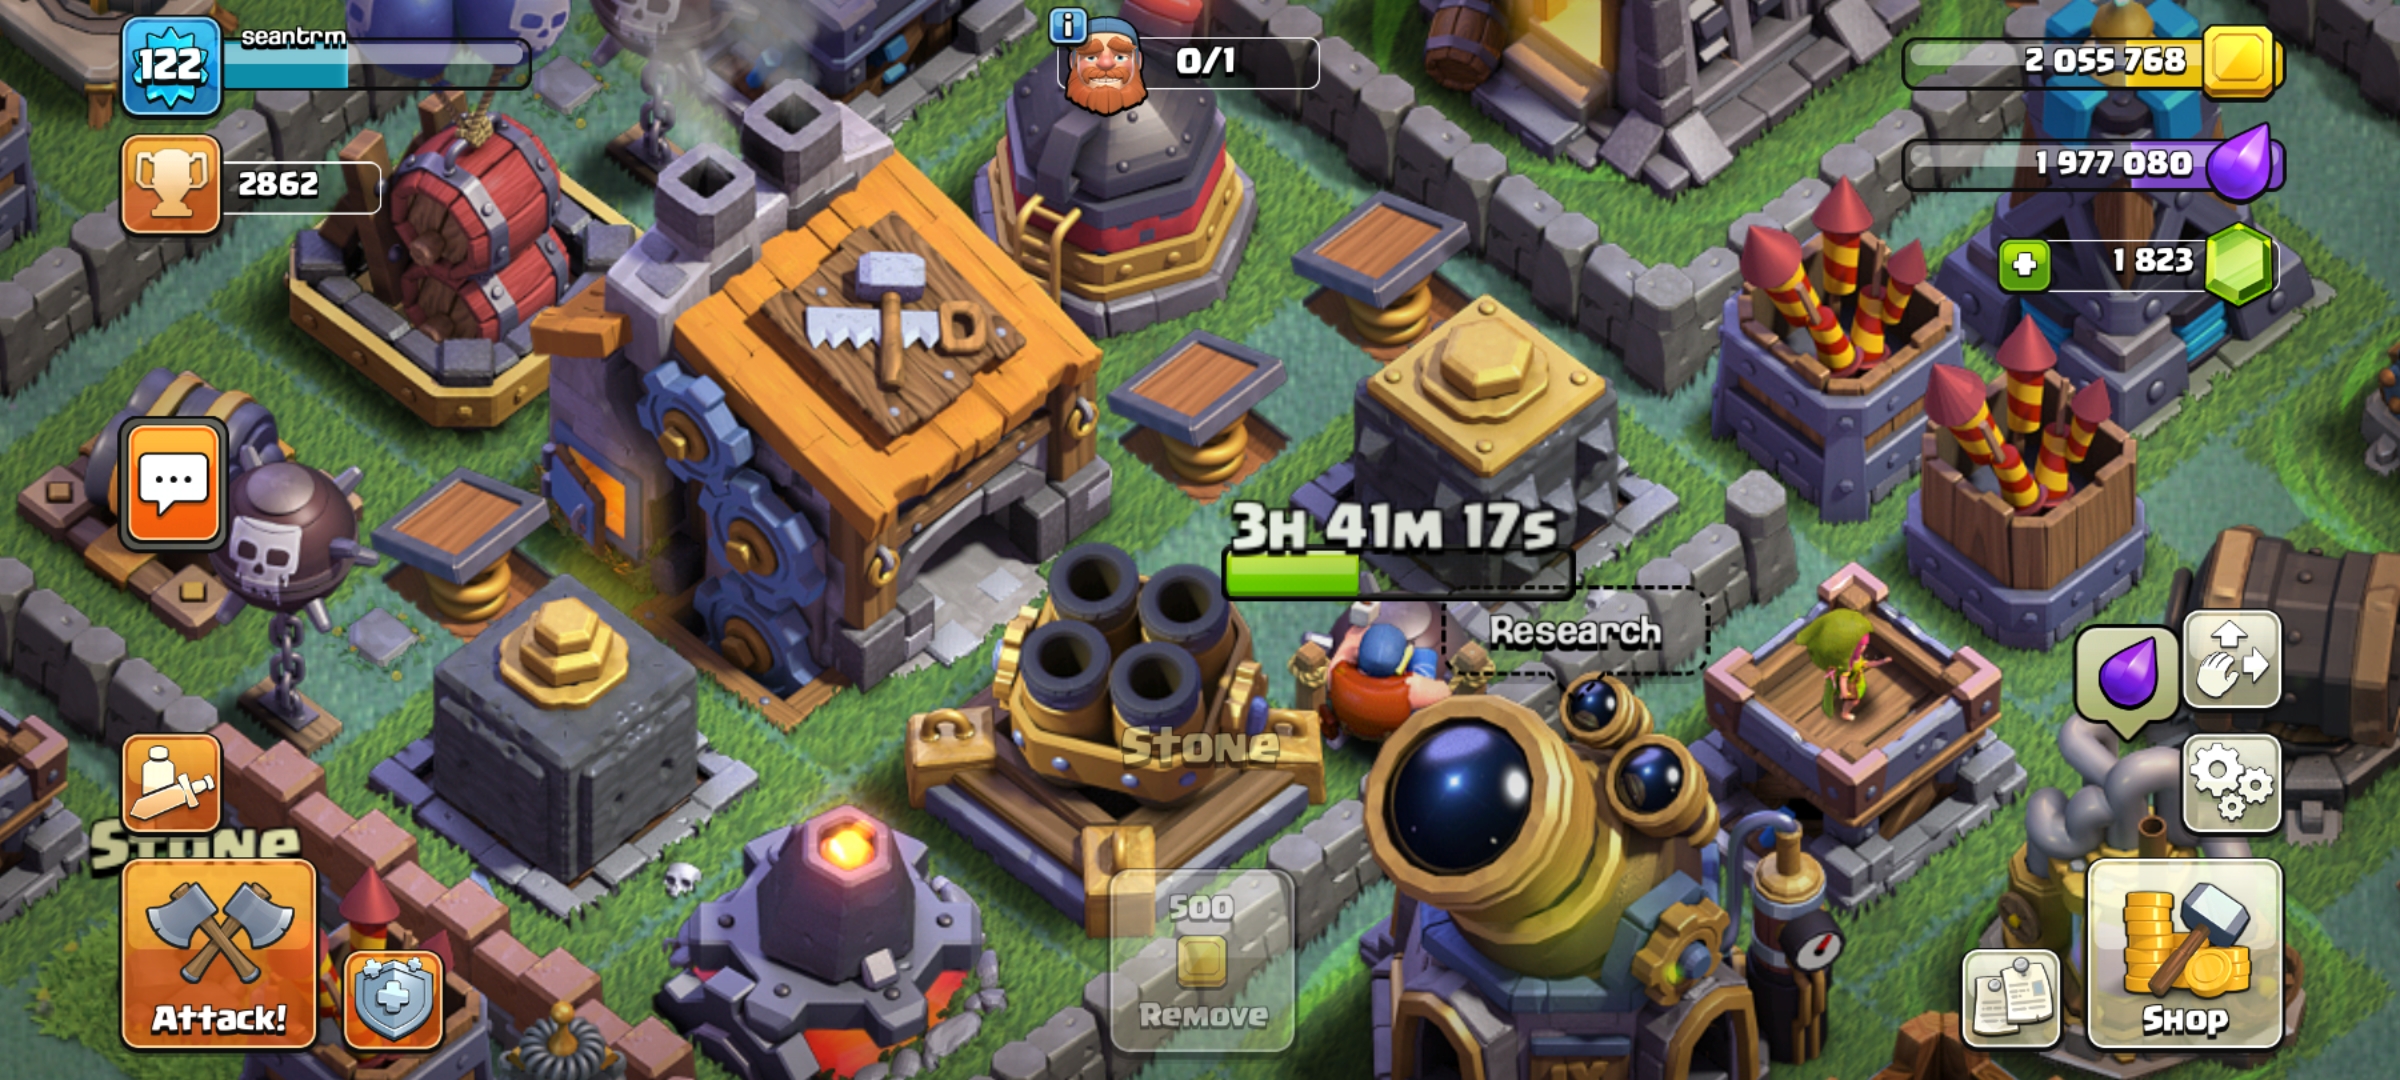 122
seantrm
0/1
2 055 768
2862
1 977 080
1 823
3H 41M 17S
Research
Stone
Stone
500
Remove
Attack!
Shop